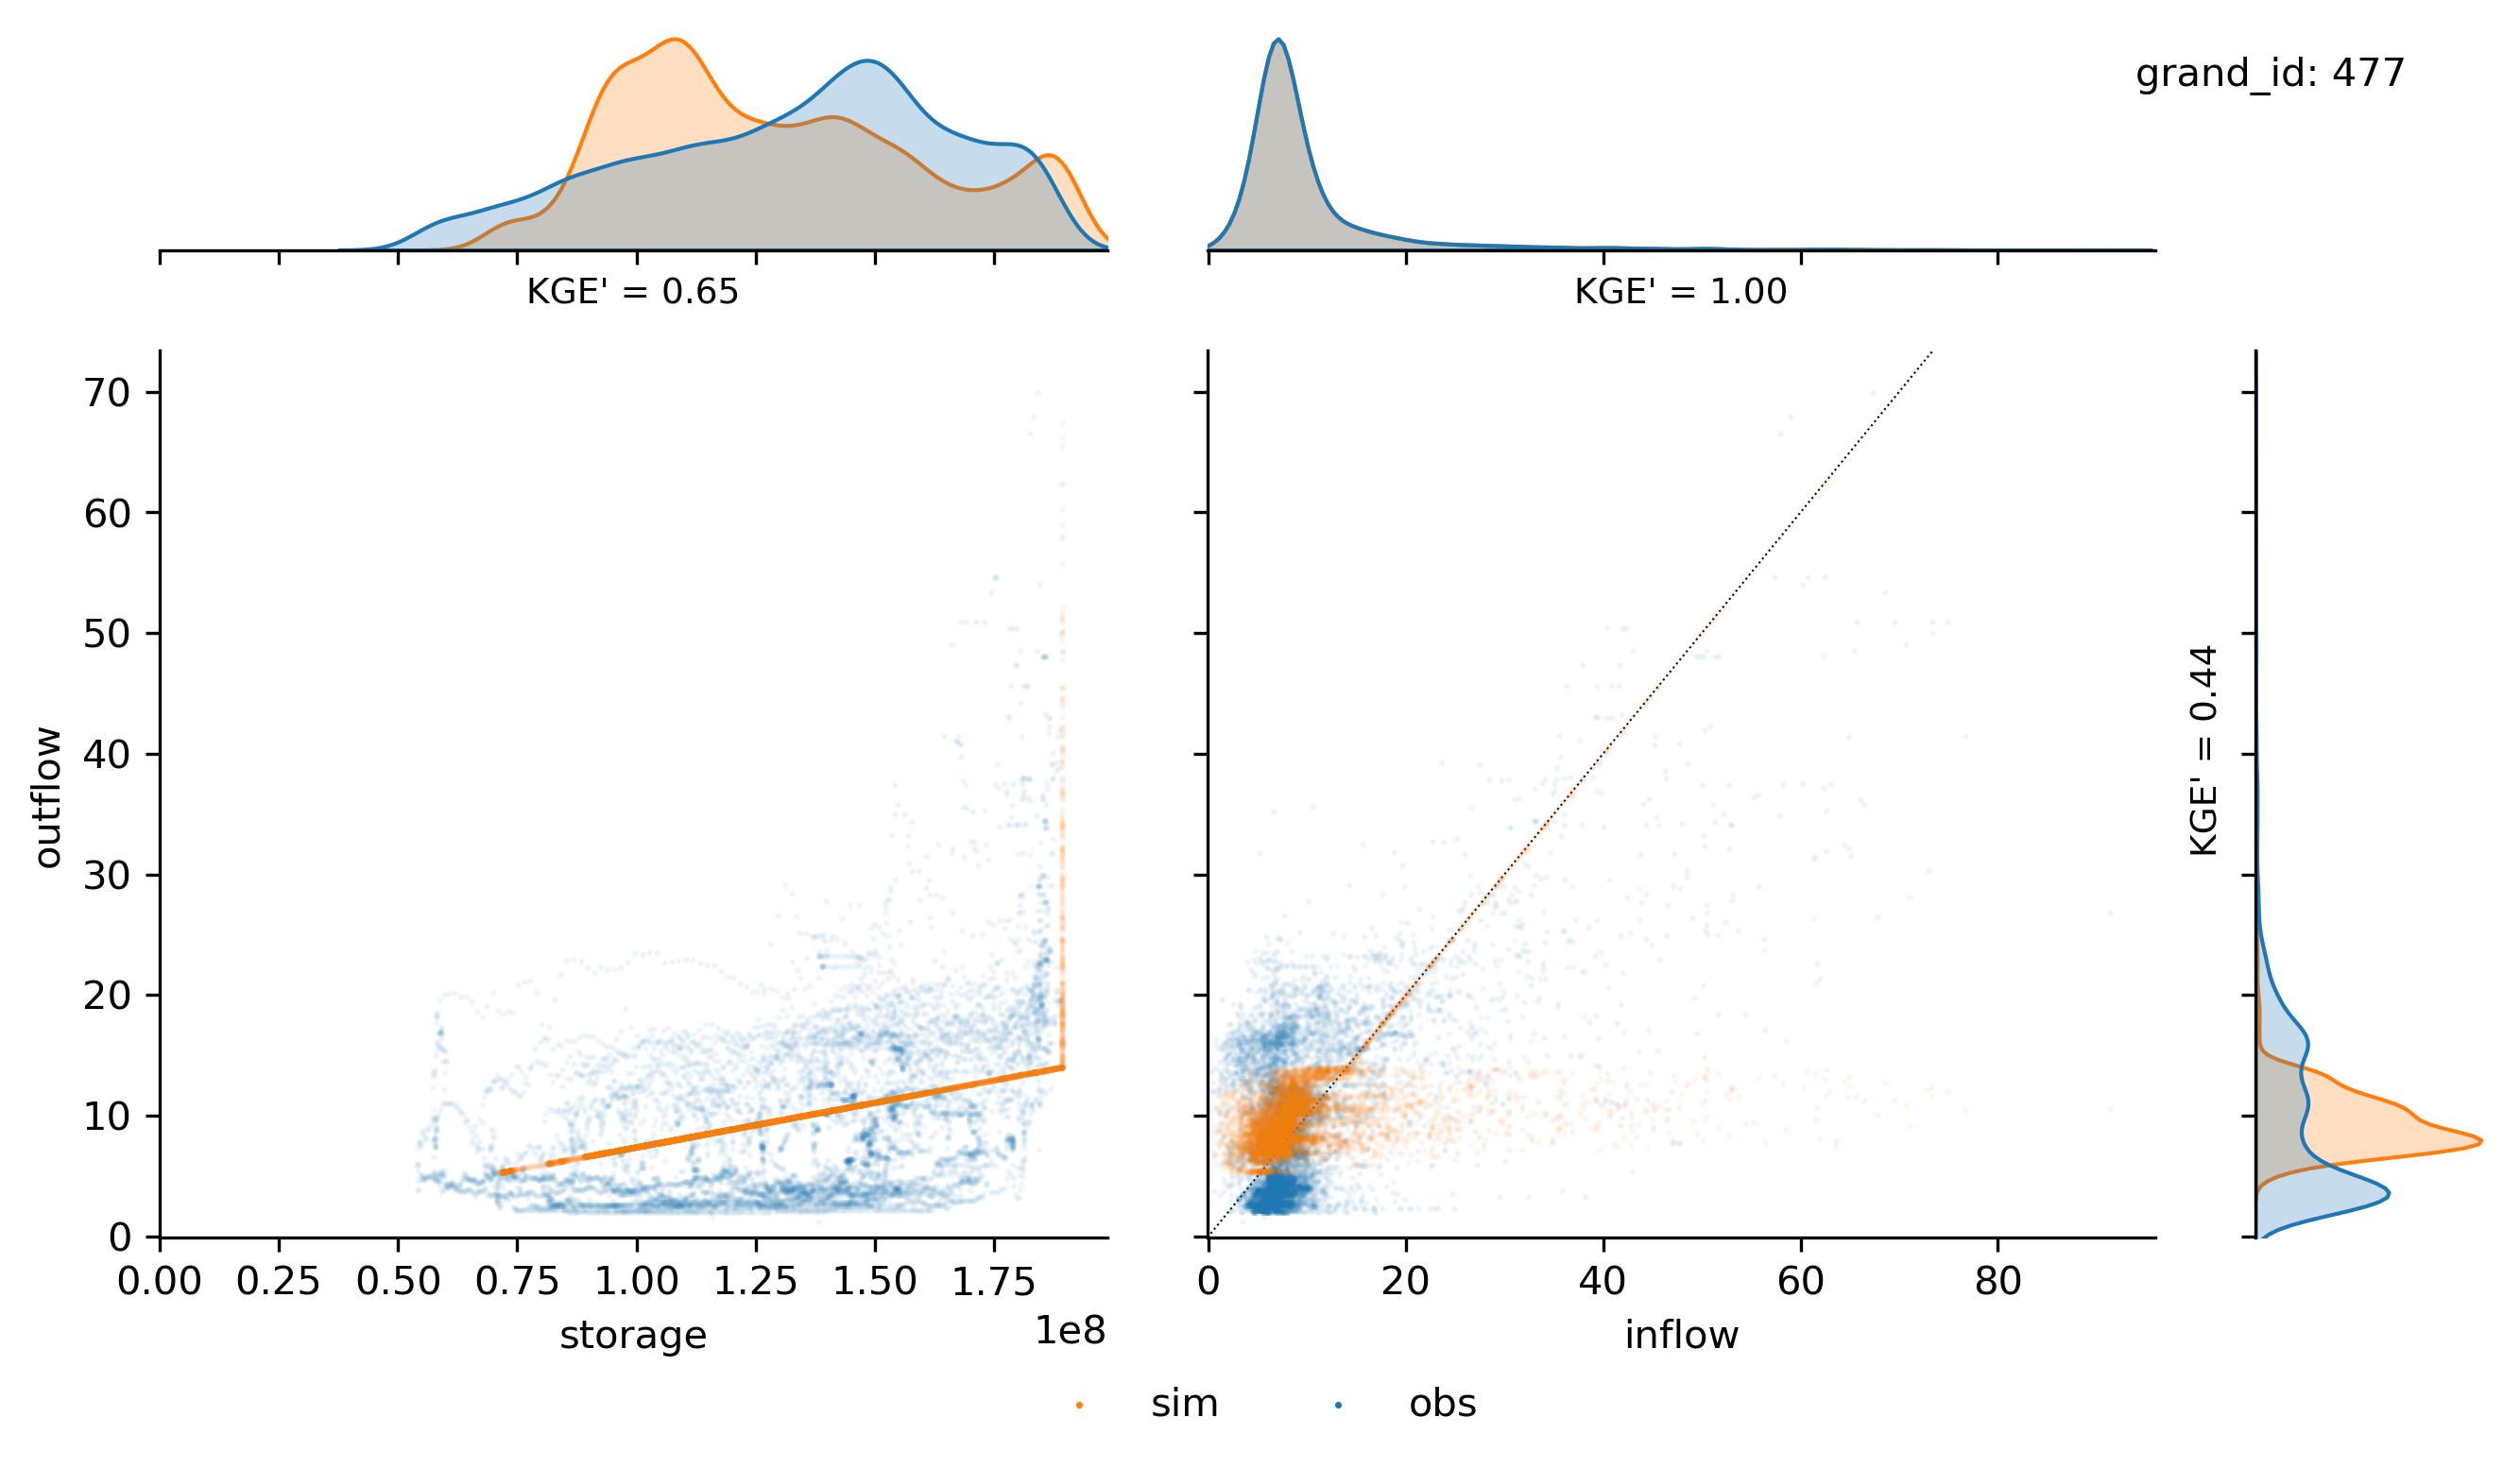 grand_id: 477
KGE' = 0.65
KGE' = 1.00
70
60
50
40
30
20
10
0
outflow
KGE' = 0.44
0.00 0.25 0.50 0.75 1.00 1.25 1.50 1.75
1e8
storage
0 20 40 60 80
inflow
sim obs